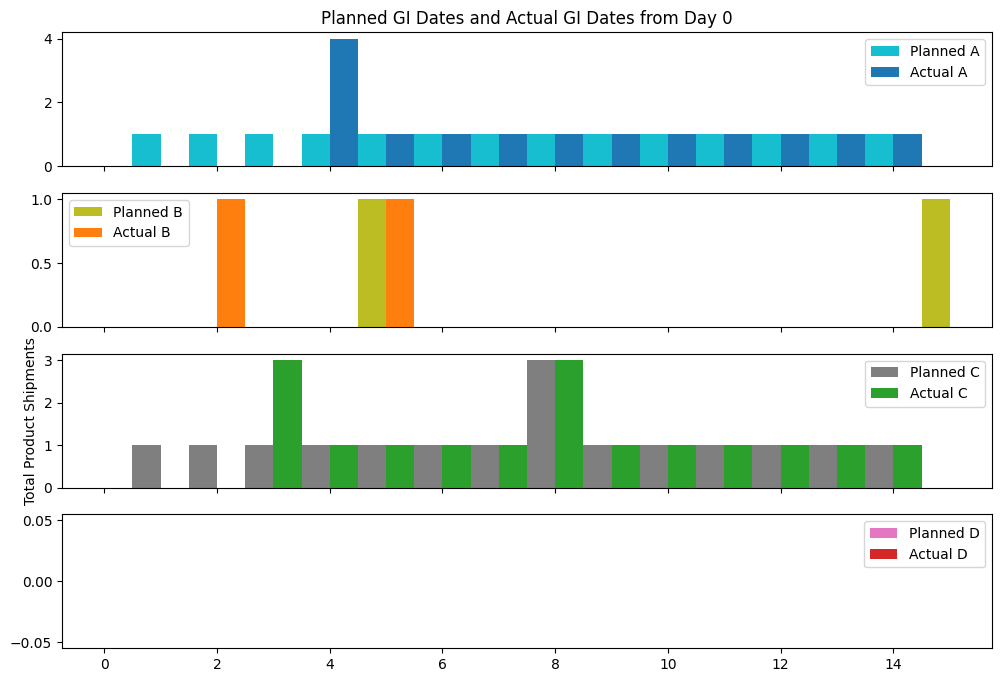 Planned GI Dates and Actual GI Dates from Day 0
4
2
0
Planned A
Actual A
1.0
0.5
0.0
Planned B
Actual B
Total Product Shipments
3
2
1
0
Planned C
Actual C
0.05
0.00
−0.05
Planned D
Actual D
0 2 4 6 8 10 12 14